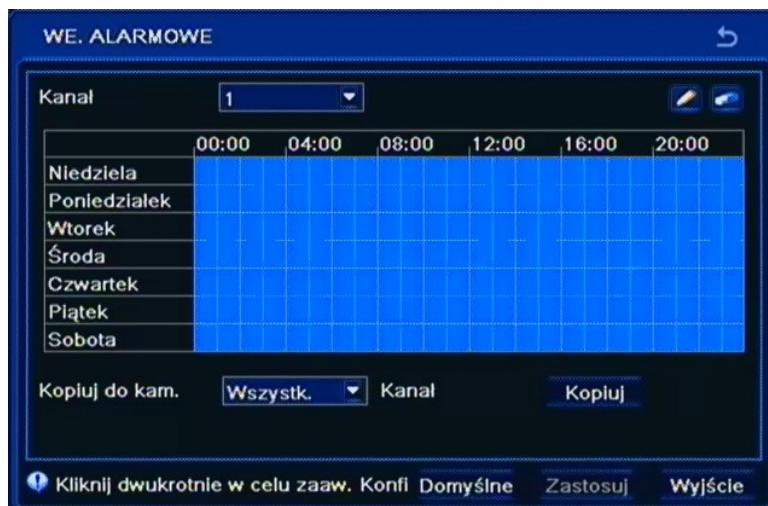 WE. ALARMOWE
Kanał 1
00:00 04:00 08:00 12:00 16:00 20:00
Niedziela
Poniedziałek
Wtorek
Środa
Czwartek
Piątek
Sobota
Kopiuj do kam. Wszystk. Kanał Kopiuj
Kliknij dwukrotnie w celu zaaw. Konfi Domyślne Zastosuj Wyjście